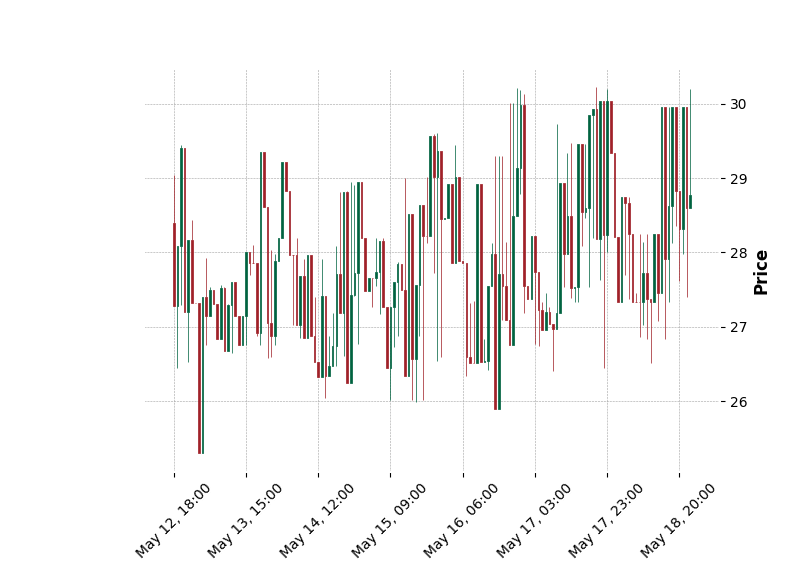 30
29
28
27
26
Price
May 12, 18:00
May 13, 15:00
May 14, 12:00
May 15, 09:00
May 16, 06:00
May 17, 03:00
May 17, 23:00
May 18, 20:00